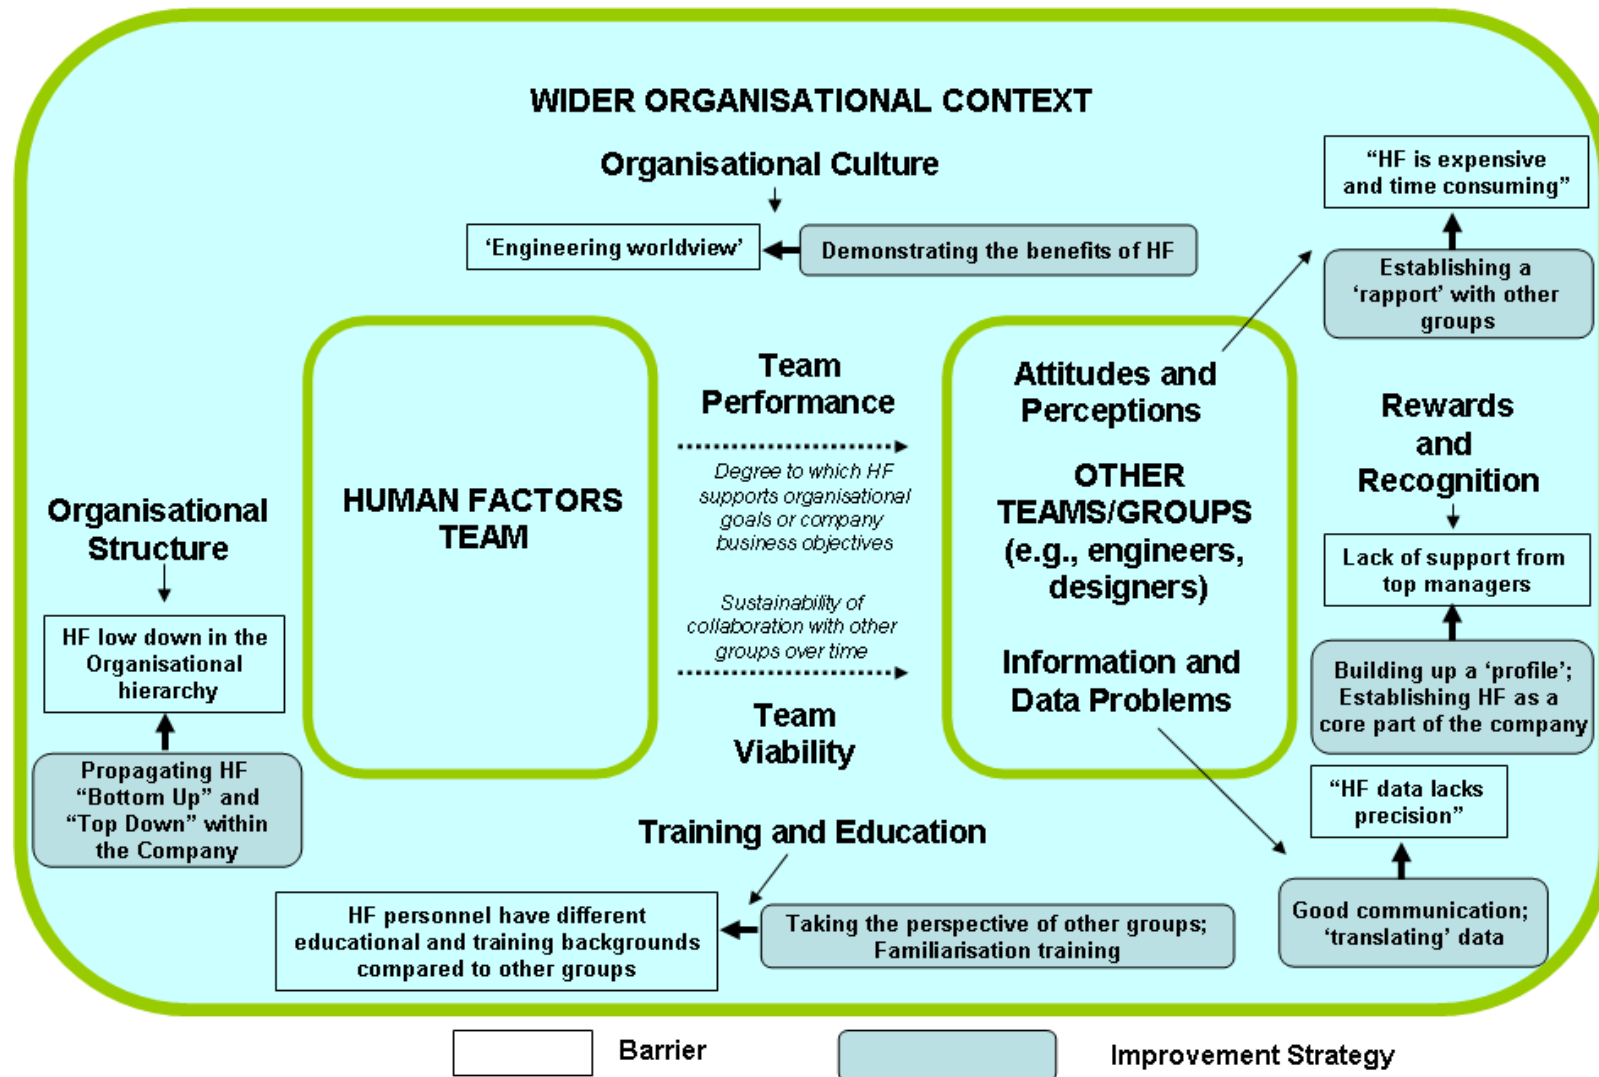 WIDER ORGANISATIONAL CONTEXT
Organisational Culture
‘Engineering worldview’
Demonstrating the benefits of HF
“HF is expensive
and time consuming”
Establishing a
‘rapport’ with other
groups
HUMAN FACTORS
TEAM
Team
Performance
Degree to which HF
supports organisational
goals or company
business objectives
Sustainability of
collaboration with other
groups over time
Team
Viability
Attitudes and
Perceptions
OTHER
TEAMS/GROUPS
(e.g., engineers,
designers)
Information and
Data Problems
Rewards
and
Recognition
Lack of support from
top managers
Building up a ‘profile’;
Establishing HF as a
core part of the company
Organisational
Structure
HF low down in the
Organisational
hierarchy
Propagating HF
“Bottom Up” and
“Top Down” within
the Company
“HF data lacks
precision”
Good communication;
‘translating’ data
Training and Education
HF personnel have different
educational and training backgrounds
compared to other groups
Taking the perspective of other groups;
Familiarisation training
Barrier
Improvement Strategy